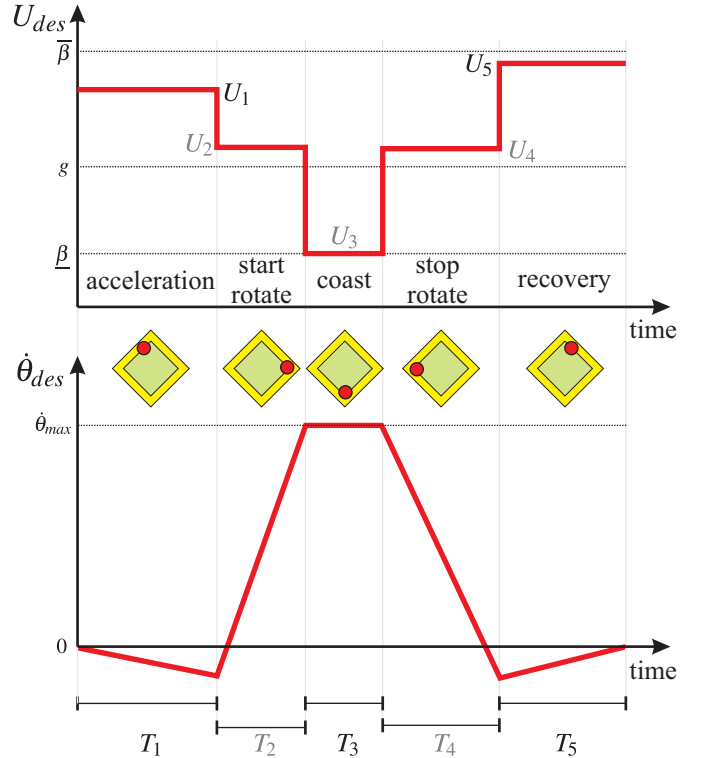 U_des
β̅
U₅
U₁
U₂
U₄
g
U₃
β̲
acceleration
start
rotate
coast
stop
rotate
recovery
time
θ̇_des
θ̇_max
0
time
T₁
T₂
T₃
T₄
T₅